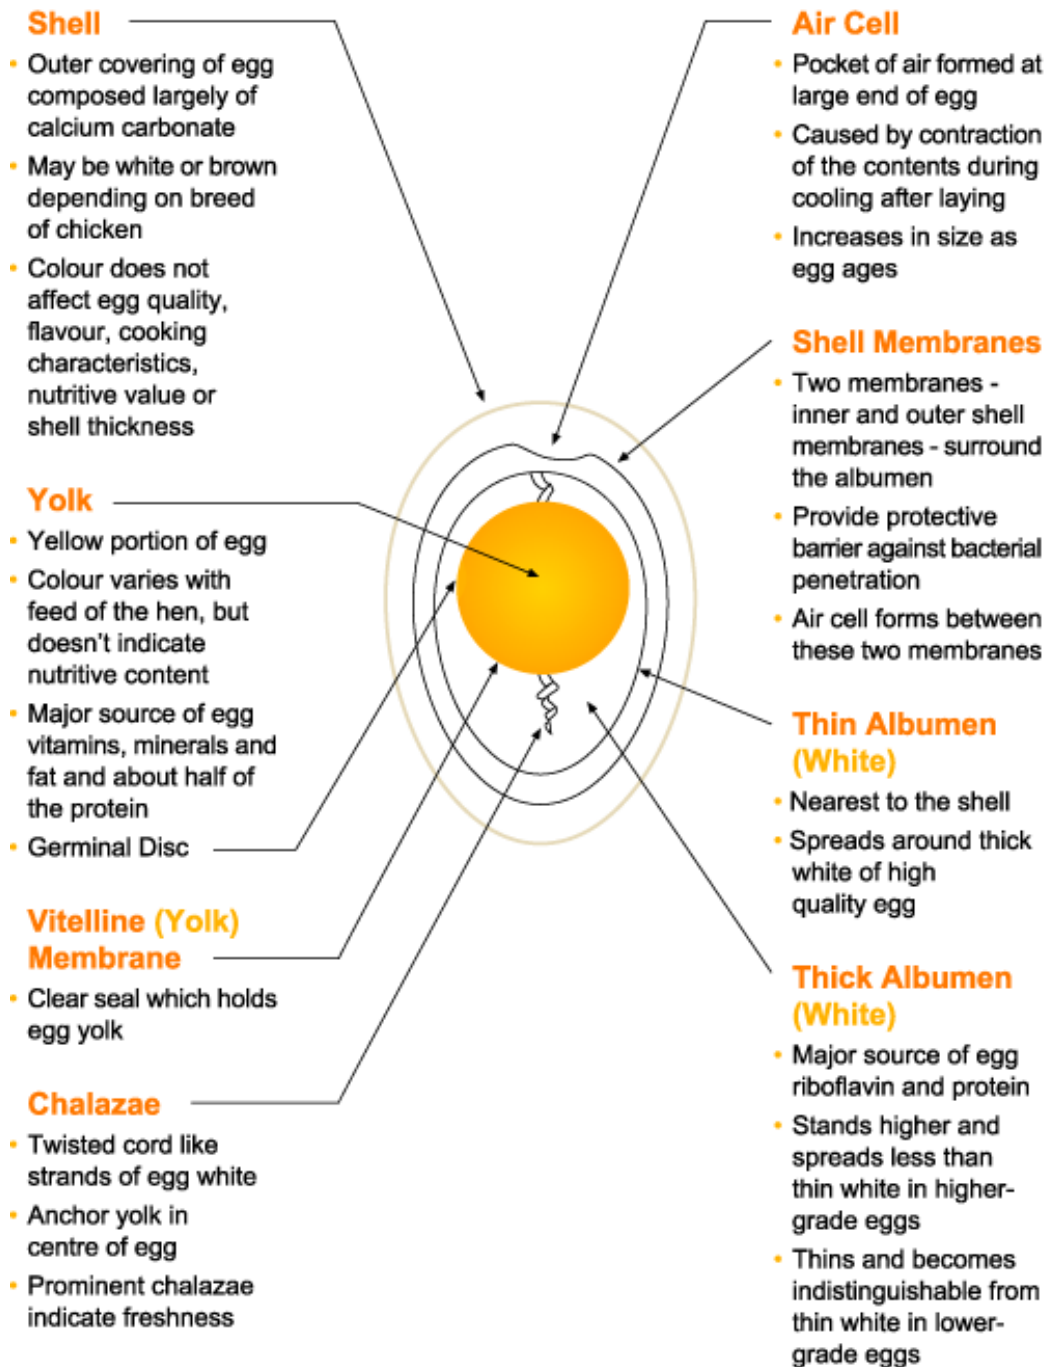 Shell
• Outer covering of egg
composed largely of
calcium carbonate
• May be white or brown
depending on breed
of chicken
• Colour does not
affect egg quality,
flavour, cooking
characteristics,
nutritive value or
shell thickness
Yolk
• Yellow portion of egg
• Colour varies with
feed of the hen, but
doesn't indicate
nutritive content
• Major source of egg
vitamins, minerals and
fat and about half of
the protein
• Germinal Disc
Vitelline (Yolk)
Membrane
• Clear seal which holds
egg yolk
Chalazae
• Twisted cord like
strands of egg white
• Anchor yolk in
centre of egg
• Prominent chalazae
indicate freshness
Air Cell
• Pocket of air formed at
large end of egg
• Caused by contraction
of the contents during
cooling after laying
• Increases in size as
egg ages
Shell Membranes
• Two membranes -
inner and outer shell
membranes - surround
the albumen
• Provide protective
barrier against bacterial
penetration
• Air cell forms between
these two membranes
Thin Albumen
(White)
• Nearest to the shell
• Spreads around thick
white of high
quality egg
Thick Albumen
(White)
• Major source of egg
riboflavin and protein
• Stands higher and
spreads less than
thin white in higher-
grade eggs
• Thins and becomes
indistinguishable from
thin white in lower-
grade eggs